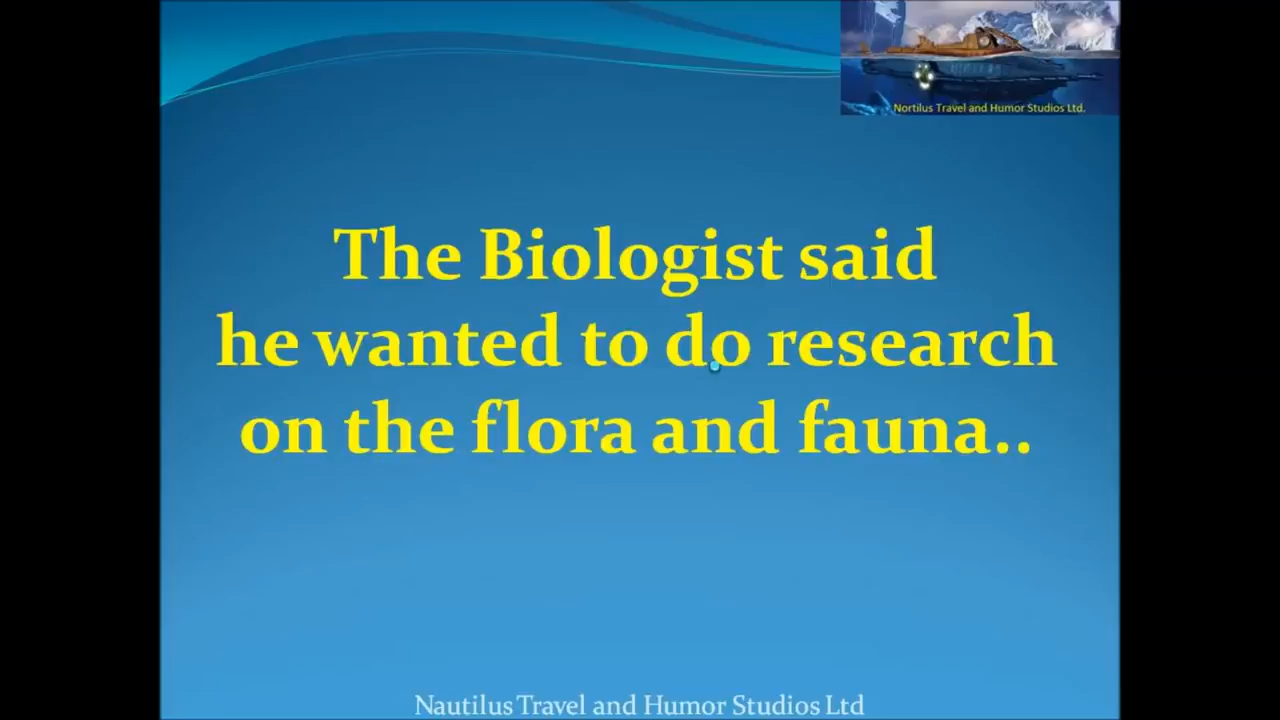 Nortilus Travel and Humor Studios Ltd.
The Biologist said
he wanted to do research
on the flora and fauna..
Nautilus Travel and Humor Studios Ltd